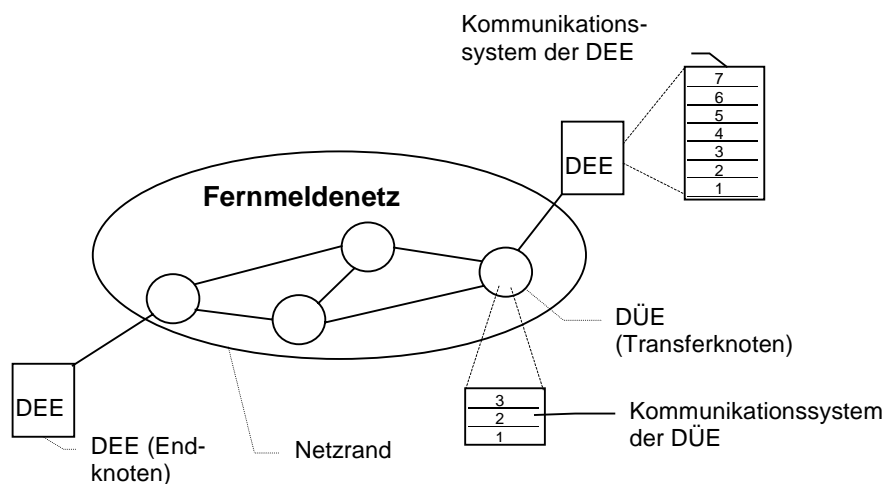 Kommunikations-
system der DEE
7
6
5
4
3
2
1
DEE
Fernmeldenetz
DÜE
(Transferknoten)
DEE
3
2
1
Kommunikationssystem
der DÜE
DEE (End-
knoten)
Netzrand